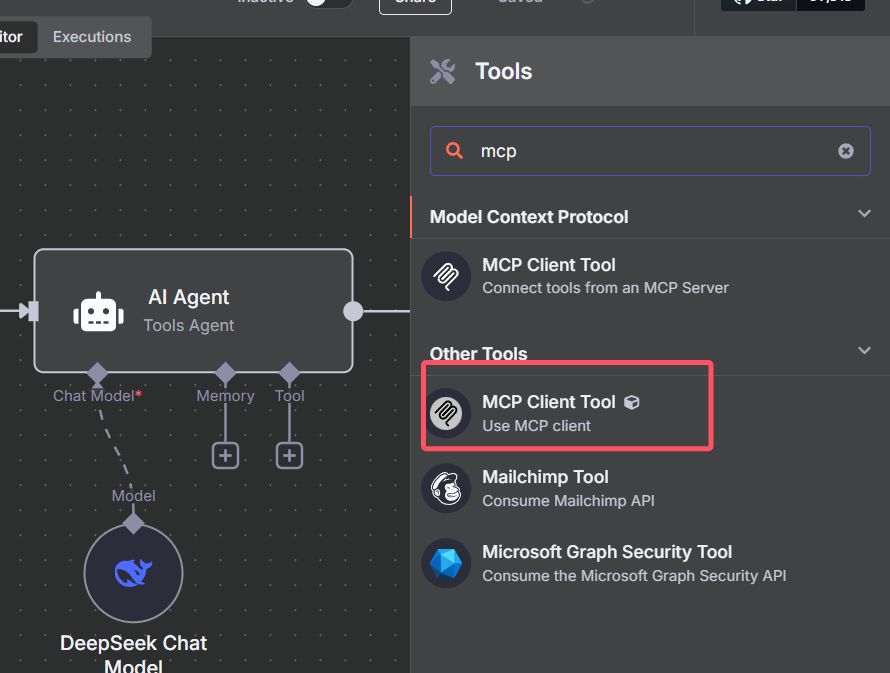 Editor
Executions
Tools
mcp
Model Context Protocol
MCP Client Tool
Connect tools from an MCP Server
AI Agent
Tools Agent
Other Tools
Chat Model*
Memory
Tool
MCP Client Tool
Use MCP client
Mailchimp Tool
Consume Mailchimp API
Model
Microsoft Graph Security Tool
Consume the Microsoft Graph Security API
DeepSeek Chat
Model